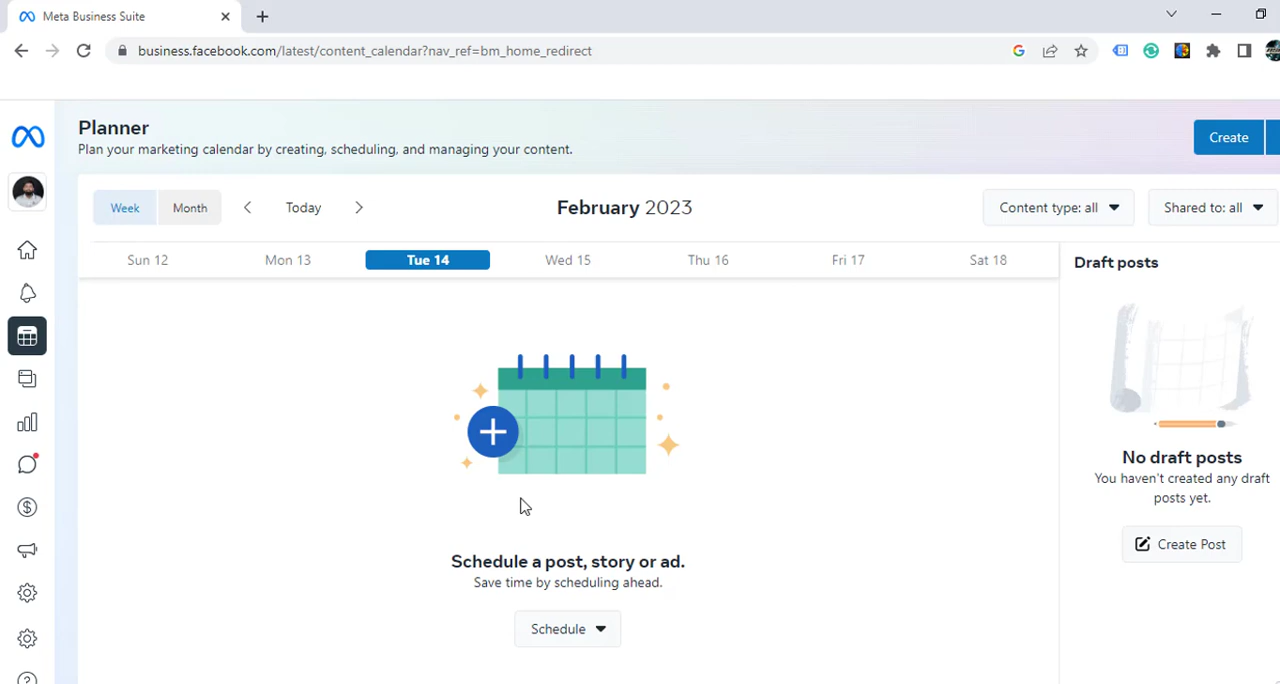 Meta Business Suite
business.facebook.com/latest/content_calendar?nav_ref=bm_home_redirect
Planner
Plan your marketing calendar by creating, scheduling, and managing your content.
Create
Week Month Today February 2023 Content type: all Shared to: all
Sun 12 Mon 13 Tue 14 Wed 15 Thu 16 Fri 17 Sat 18
Draft posts
No draft posts
You haven't created any draft
posts yet.
Create Post
Schedule a post, story or ad.
Save time by scheduling ahead.
Schedule